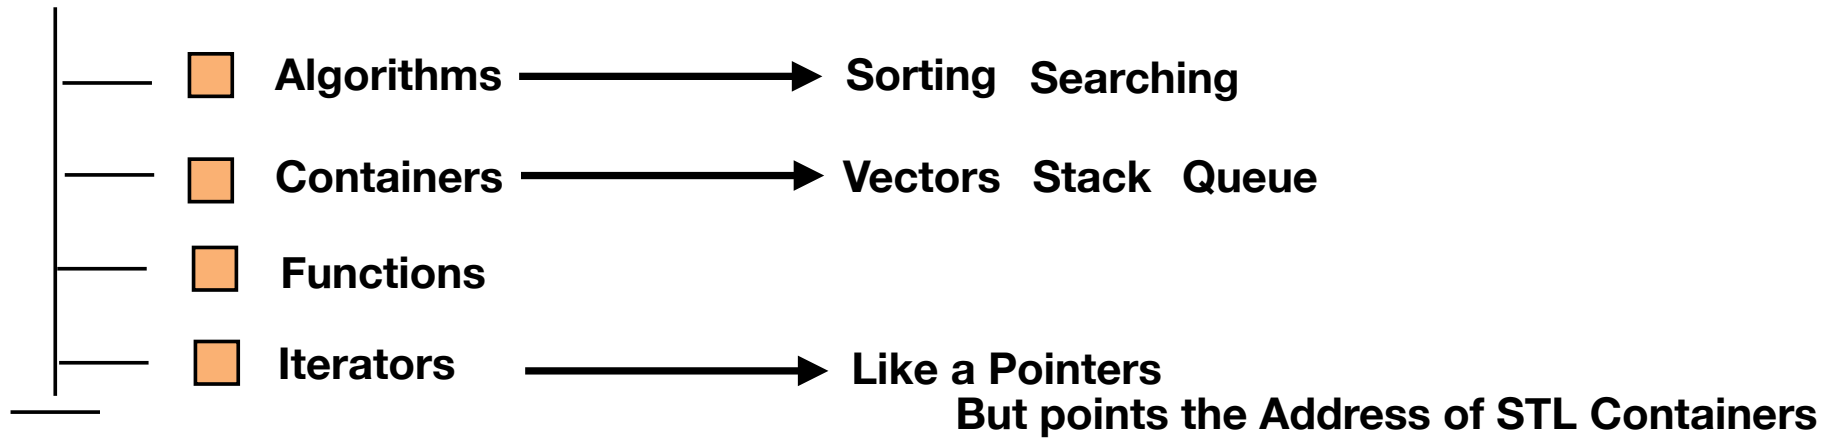 Algorithms Sorting Searching
Containers Vectors Stack Queue
Functions
Iterators Like a Pointers
But points the Address of STL Containers